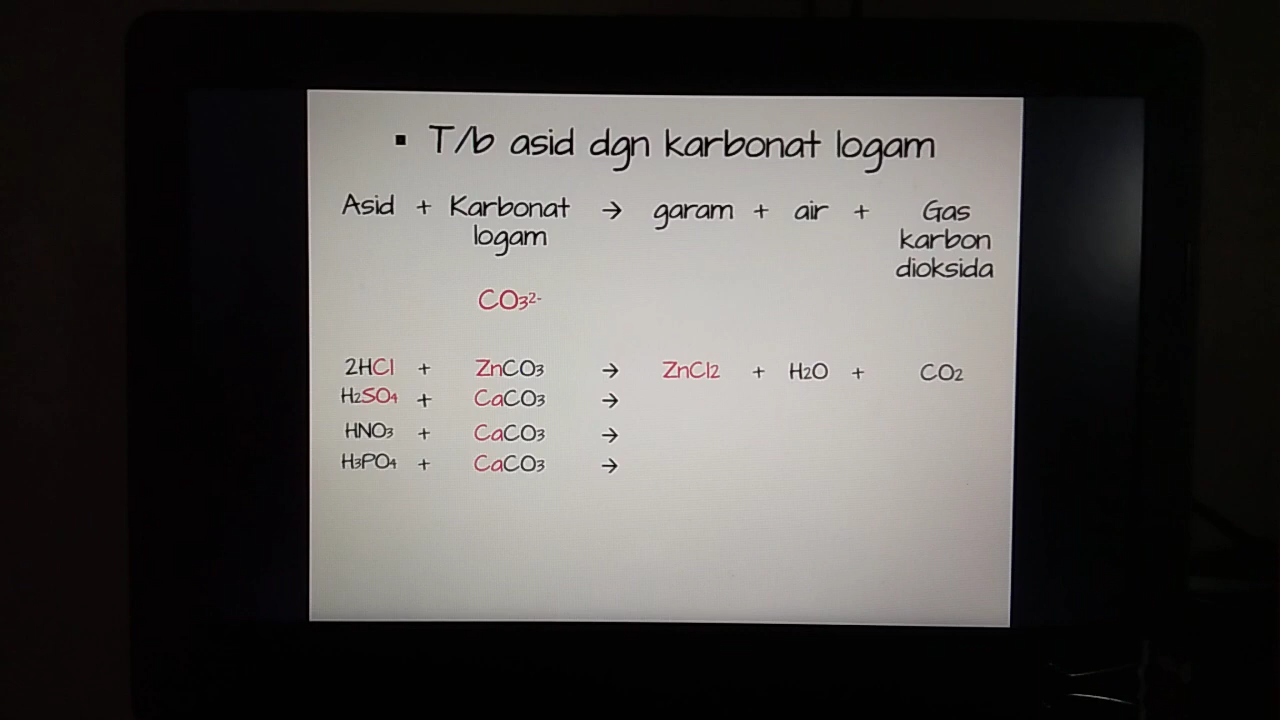 ▪ T/b asid dgn karbonat logam
Asid + Karbonat logam → garam + air + Gas karbon dioksida
CO₃²⁻
2HCl + ZnCO₃ → ZnCl₂ + H₂O + CO₂
H₂SO₄ + CaCO₃ →
HNO₃ + CaCO₃ →
H₃PO₄ + CaCO₃ →